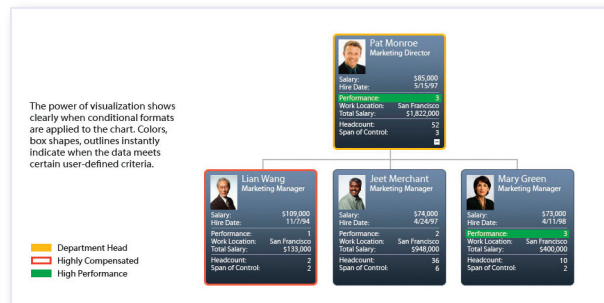 Pat Monroe
Marketing Director
Salary: $85,000
Hire Date: 5/15/97
Performance: 3
Work Location: San Francisco
Total Salary: $1,822,000
Headcount: 52
Span of Control: 3
The power of visualization shows
clearly when conditional formats
are applied to the chart. Colors,
box shapes, outlines instantly
indicate when the data meets
certain user-defined criteria.
Department Head
Highly Compensated
High Performance
Lian Wang
Marketing Manager
Salary: $109,000
Hire Date: 11/7/94
Performance: 1
Work Location: San Francisco
Total Salary: $133,000
Headcount: 2
Span of Control: 2
Jeet Merchant
Marketing Manager
Salary: $74,000
Hire Date: 4/24/97
Performance: 2
Work Location: San Francisco
Total Salary: $948,000
Headcount: 36
Span of Control: 6
Mary Green
Marketing Manager
Salary: $73,000
Hire Date: 4/11/98
Performance: 3
Work Location: San Francisco
Total Salary: $400,000
Headcount: 10
Span of Control: 2